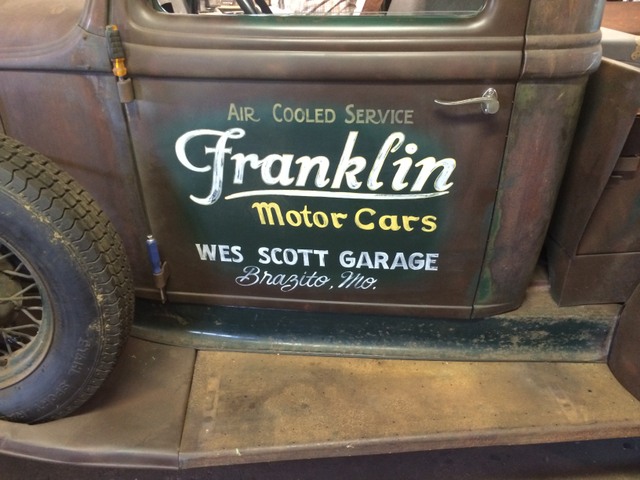 Air Cooled Service
Franklin
Motor Cars
WES SCOTT GARAGE
Brazito, Mo.